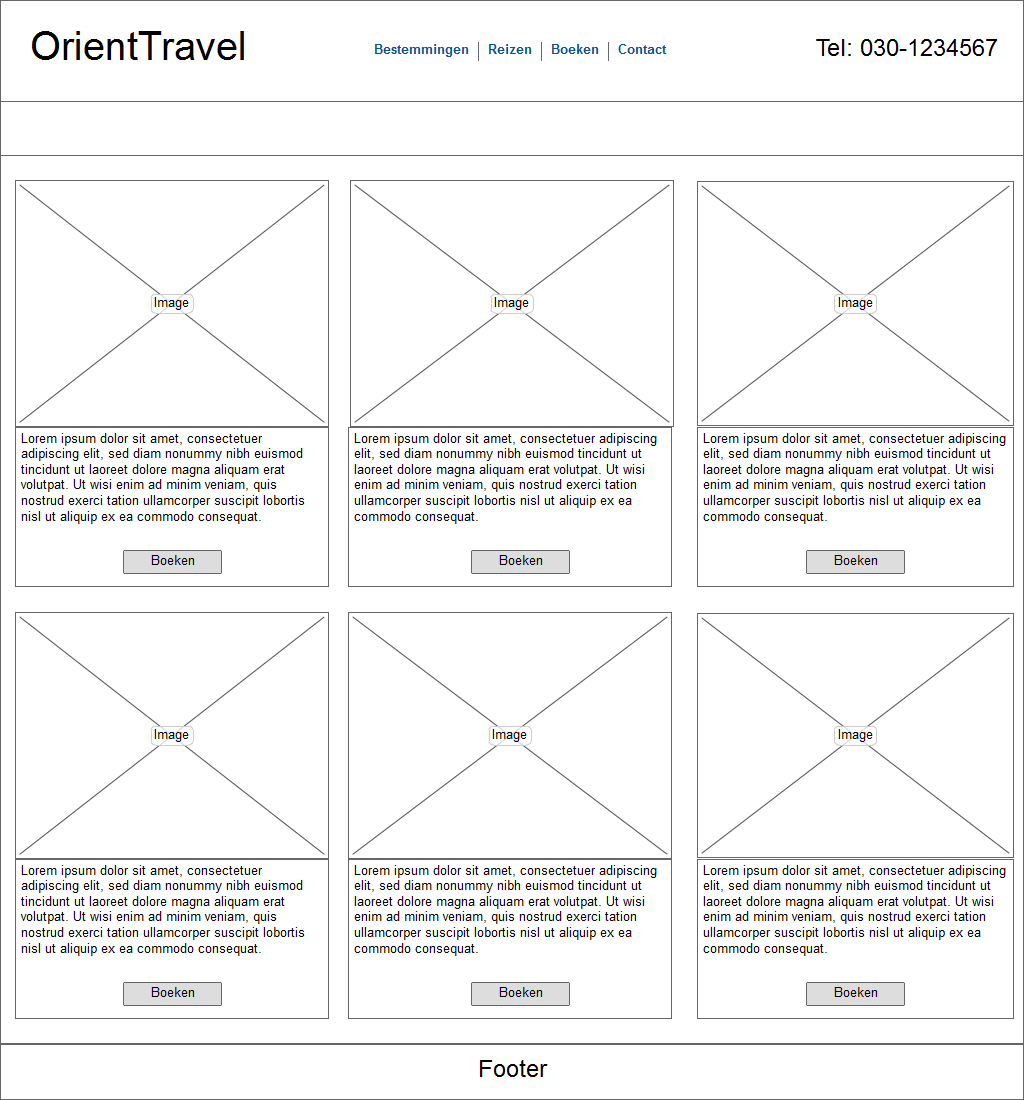 OrientTravel
Bestemmingen | Reizen | Boeken | Contact
Tel: 030-1234567
Image
Image
Image
Lorem ipsum dolor sit amet, consectetuer
adipiscing elit, sed diam nonummy nibh euismod
tincidunt ut laoreet dolore magna aliquam erat
volutpat. Ut wisi enim ad minim veniam, quis
nostrud exerci tation ullamcorper suscipit lobortis
nisl ut aliquip ex ea commodo consequat.
Boeken
Lorem ipsum dolor sit amet, consectetuer adipiscing
elit, sed diam nonummy nibh euismod tincidunt ut
laoreet dolore magna aliquam erat volutpat. Ut wisi
enim ad minim veniam, quis nostrud exerci tation
ullamcorper suscipit lobortis nisl ut aliquip ex ea
commodo consequat.
Boeken
Lorem ipsum dolor sit amet, consectetuer adipiscing
elit, sed diam nonummy nibh euismod tincidunt ut
laoreet dolore magna aliquam erat volutpat. Ut wisi
enim ad minim veniam, quis nostrud exerci tation
ullamcorper suscipit lobortis nisl ut aliquip ex ea
commodo consequat.
Boeken
Image
Image
Image
Lorem ipsum dolor sit amet, consectetuer
adipiscing elit, sed diam nonummy nibh euismod
tincidunt ut laoreet dolore magna aliquam erat
volutpat. Ut wisi enim ad minim veniam, quis
nostrud exerci tation ullamcorper suscipit lobortis
nisl ut aliquip ex ea commodo consequat.
Boeken
Lorem ipsum dolor sit amet, consectetuer adipiscing
elit, sed diam nonummy nibh euismod tincidunt ut
laoreet dolore magna aliquam erat volutpat. Ut wisi
enim ad minim veniam, quis nostrud exerci tation
ullamcorper suscipit lobortis nisl ut aliquip ex ea
commodo consequat.
Boeken
Lorem ipsum dolor sit amet, consectetuer adipiscing
elit, sed diam nonummy nibh euismod tincidunt ut
laoreet dolore magna aliquam erat volutpat. Ut wisi
enim ad minim veniam, quis nostrud exerci tation
ullamcorper suscipit lobortis nisl ut aliquip ex ea
commodo consequat.
Boeken
Footer